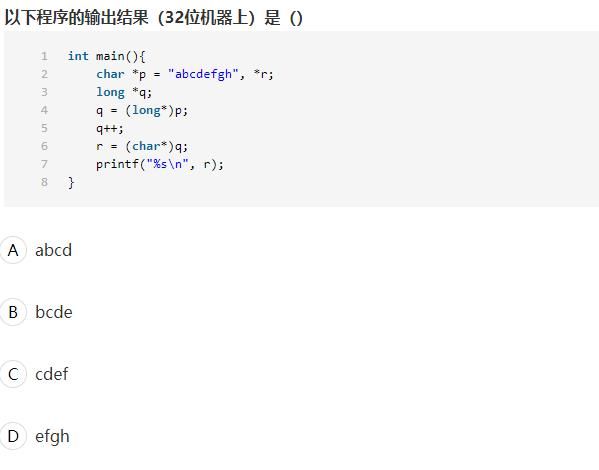 以下程序的输出结果（32位机器上）是（）
1 int main(){
2     char *p = "abcdefgh", *r;
3     long *q;
4     q = (long*)p;
5     q++;
6     r = (char*)q;
7     printf("%s\n", r);
8 }
A abcd
B bcde
C cdef
D efgh